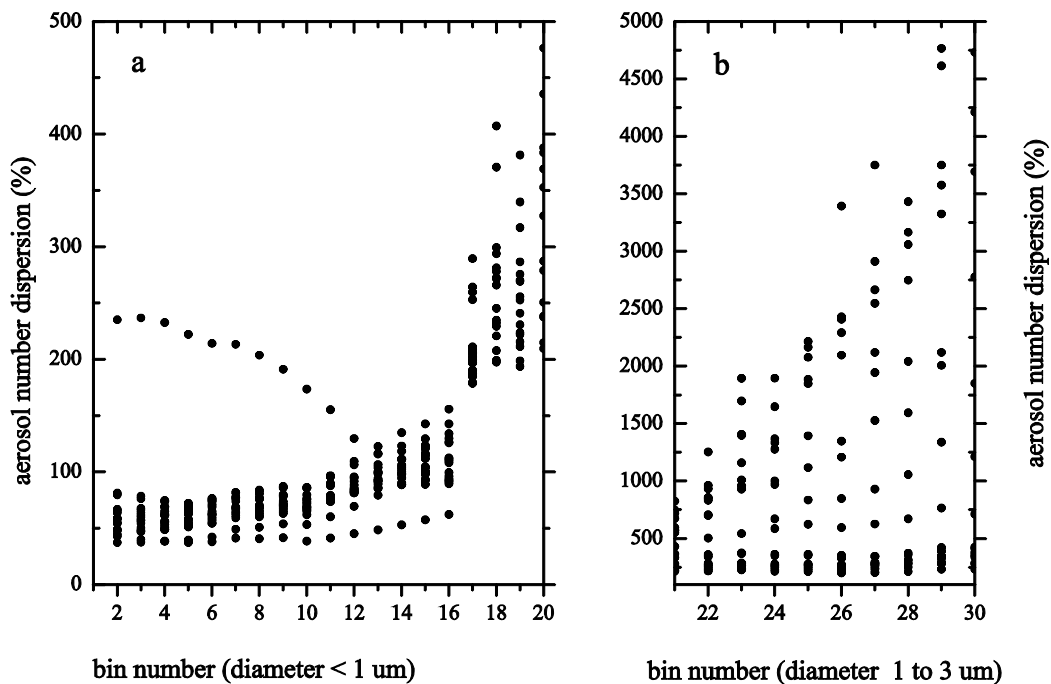 a
500
400
300
200
100
0
aerosol number dispersion (%)
2 4 6 8 10 12 14 16 18 20
bin number (diameter < 1 um)
b
5000
4500
4000
3500
3000
2500
2000
1500
1000
500
22 24 26 28 30
bin number (diameter 1 to 3 um)
aerosol number dispersion (%)